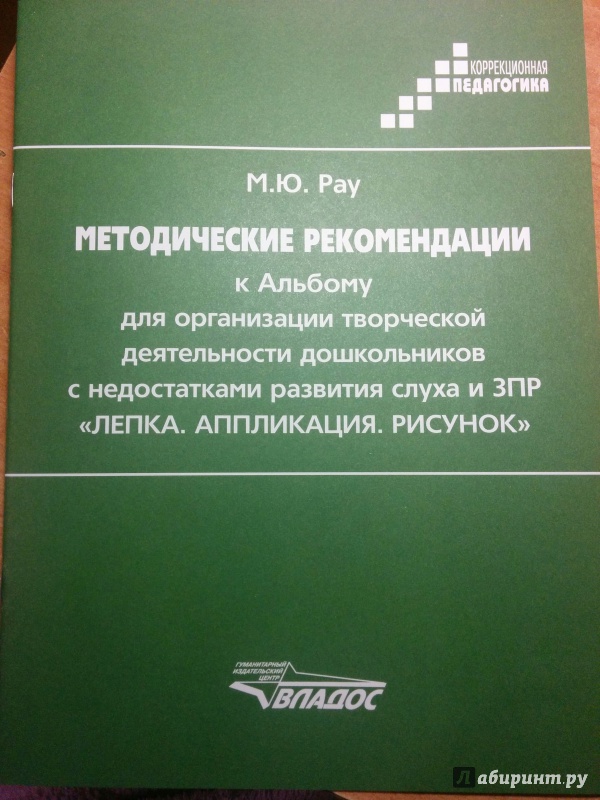 КОРРЕКЦИОННАЯ
ПЕДАГОГИКА
М.Ю. Рау
МЕТОДИЧЕСКИЕ РЕКОМЕНДАЦИИ
к Альбому
для организации творческой
деятельности дошкольников
с недостатками развития слуха и ЗПР
«ЛЕПКА. АППЛИКАЦИЯ. РИСУНОК»
ГУМАНИТАРНЫЙ
ИЗДАТЕЛЬСКИЙ
ЦЕНТР
ВЛАДОС
Лабиринт.ру